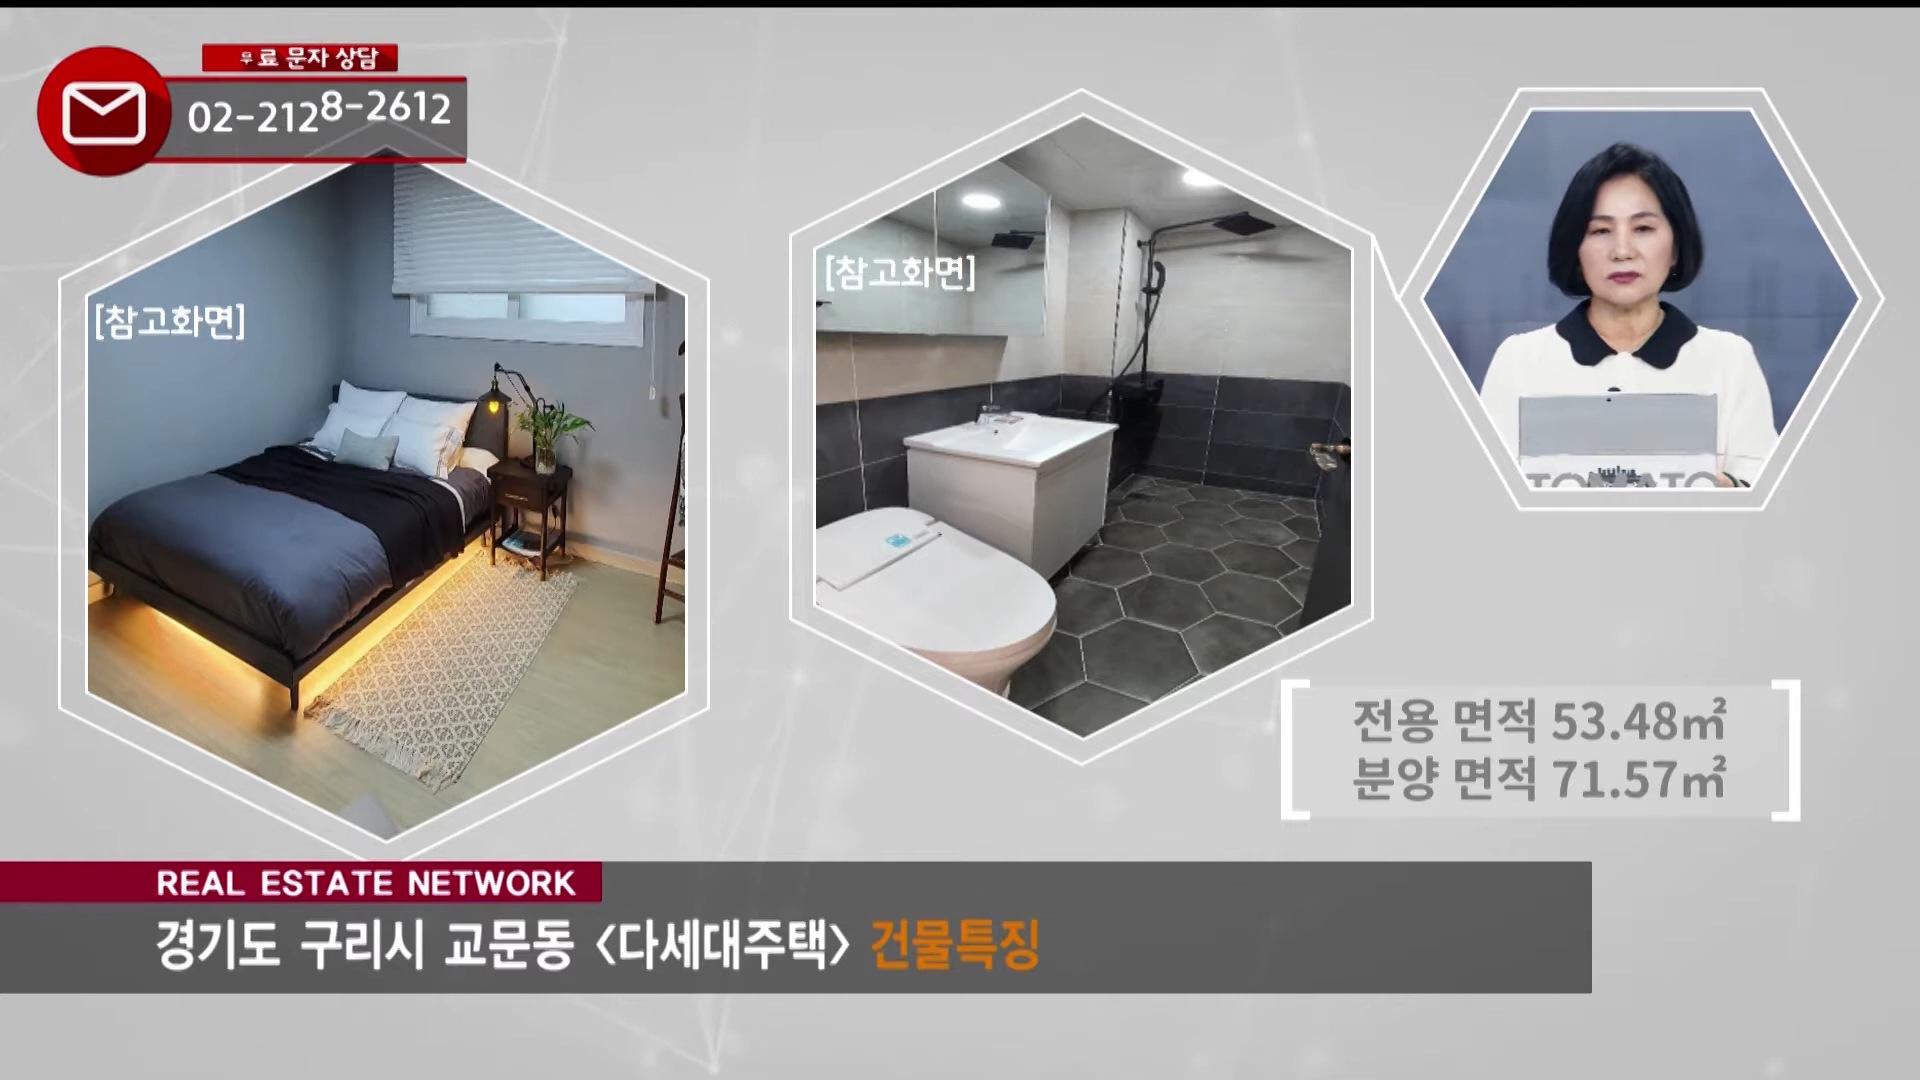 무료 문자 상담
02-2128-2612
[참고화면]
[참고화면]
전용 면적 53.48㎡
분양 면적 71.57㎡
REAL ESTATE NETWORK
경기도 구리시 교문동 <다세대주택> 건물특징